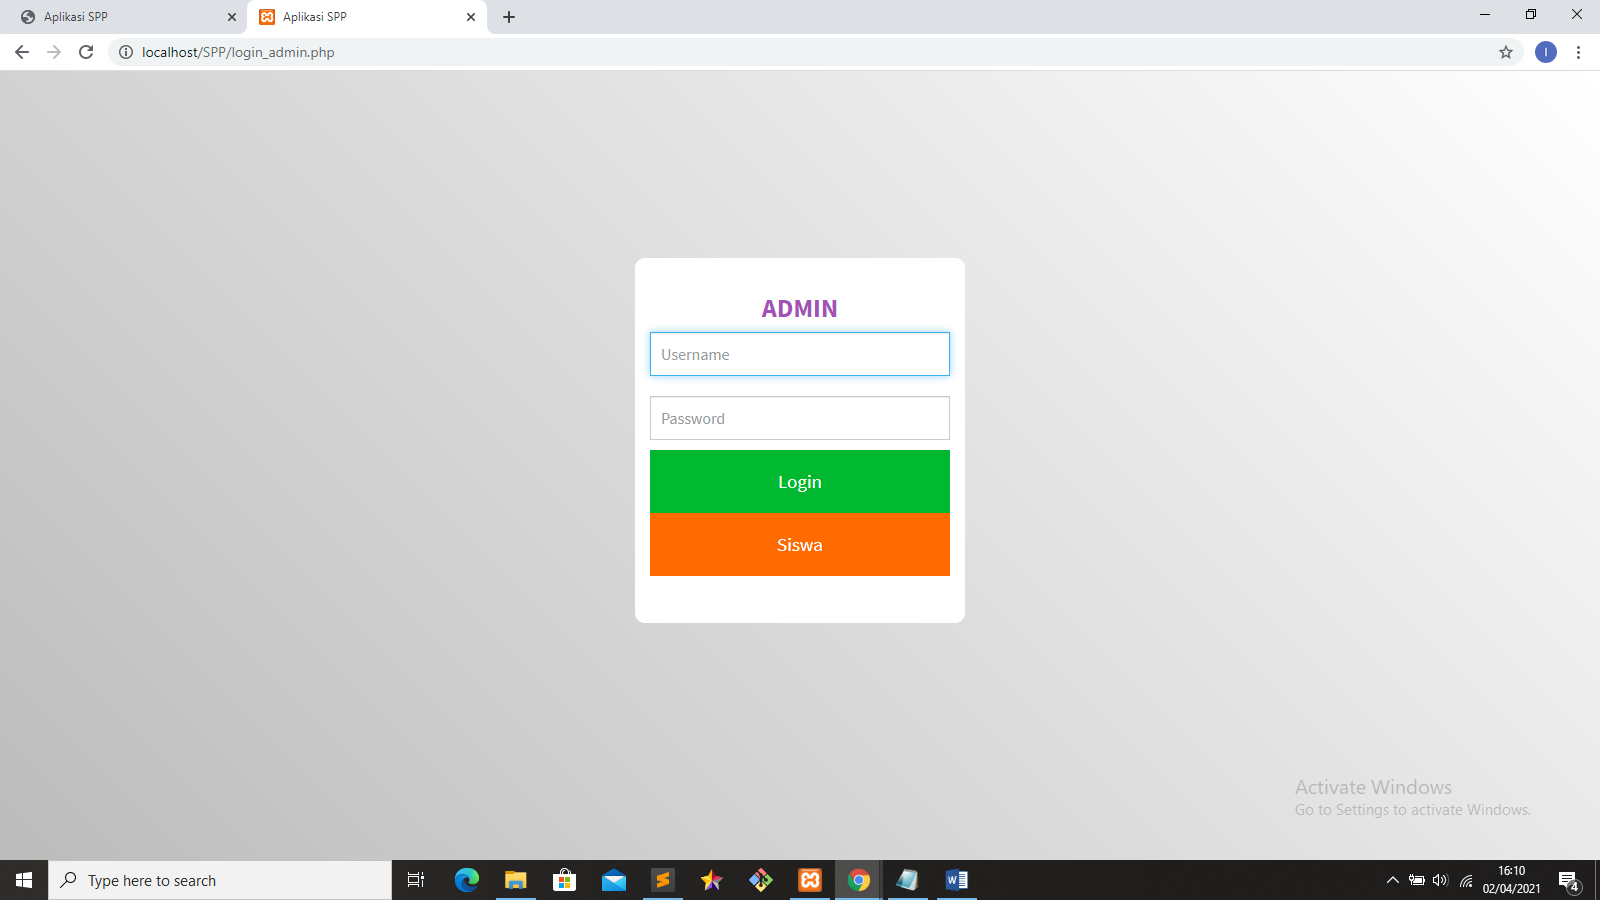 Aplikasi SPP
Aplikasi SPP
localhost/SPP/login_admin.php
I
ADMIN
Username
Password
Login
Siswa
Activate Windows
Go to Settings to activate Windows.
Type here to search
W
16:10
02/04/2021
4